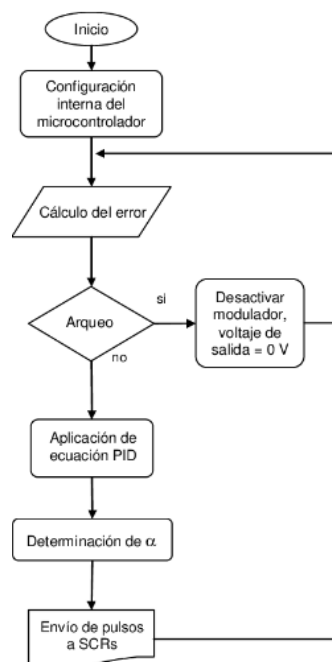 Inicio
Configuración
interna del
microcontrolador
Cálculo del error
si
Arqueo
Desactivar
modulador,
voltaje de
salida = 0 V
no
Aplicación de
ecuación PID
Determinación de α
Envío de pulsos
a SCRs